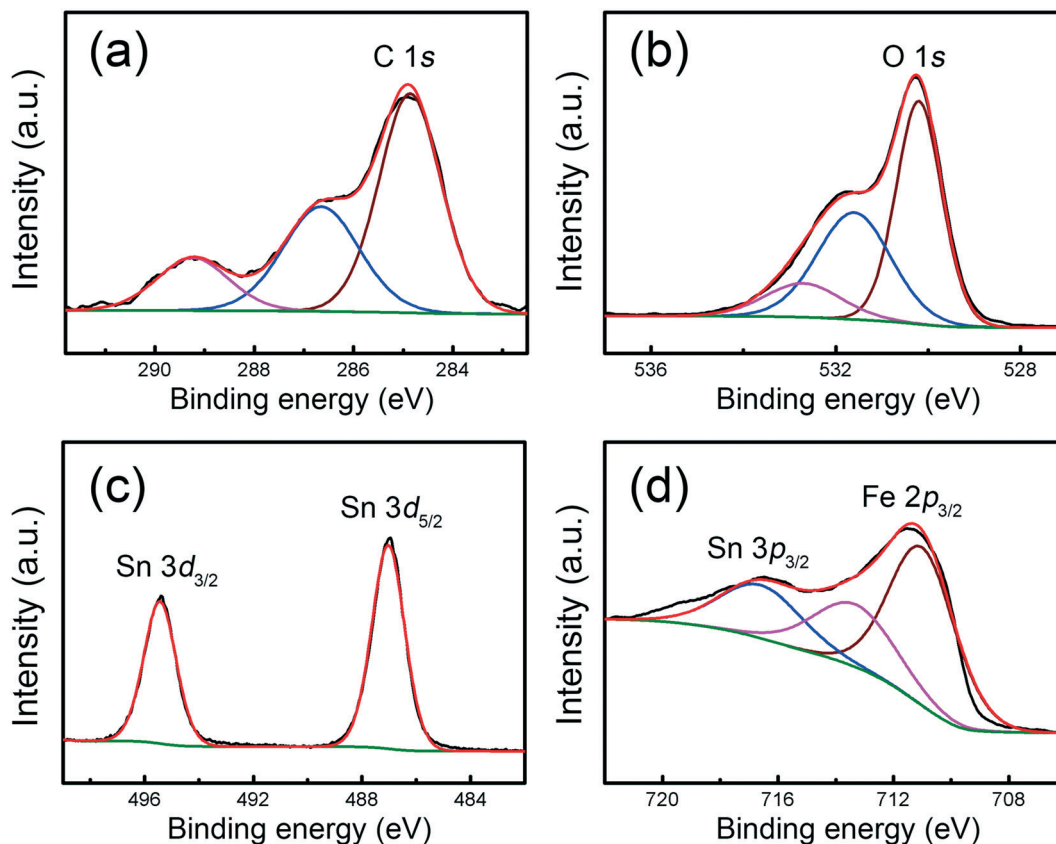 (a)
C 1s
Intensity (a.u.)
290 288 286 284
Binding energy (eV)
(b)
O 1s
Intensity (a.u.)
536 532 528
Binding energy (eV)
(c)
Sn 3d3/2
Sn 3d5/2
Intensity (a.u.)
496 492 488 484
Binding energy (eV)
(d)
Sn 3p3/2
Fe 2p3/2
Intensity (a.u.)
720 716 712 708
Binding energy (eV)